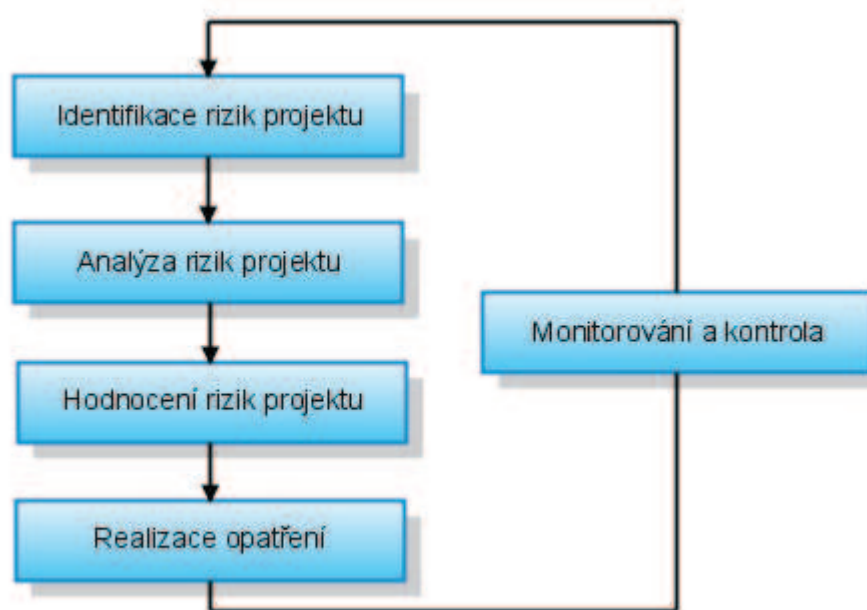 Identifikace rizik projektu
Analýza rizik projektu
Monitorování a kontrola
Hodnocení rizik projektu
Realizace opatření